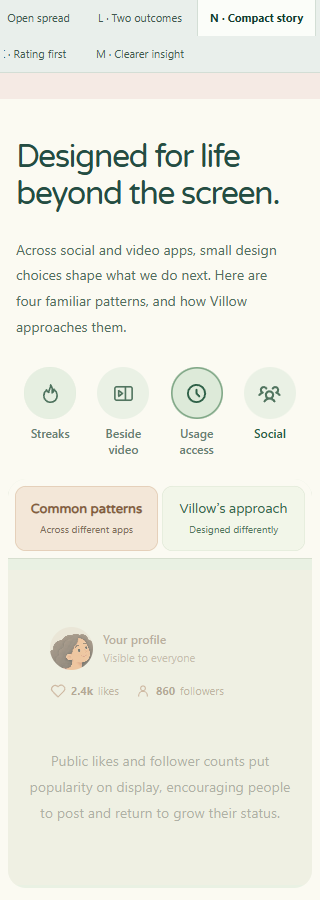 Open spread
L · Two outcomes
N · Compact story
· Rating first
M · Clearer insight
Designed for life
beyond the screen.
Across social and video apps, small design
choices shape what we do next. Here are
four familiar patterns, and how Villow
approaches them.
Streaks
Beside
video
Usage
access
Social
Common patterns
Across different apps
Villow's approach
Designed differently
Your profile
Visible to everyone
2.4k likes
860 followers
Public likes and follower counts put
popularity on display, encouraging people
to post and return to grow their status.